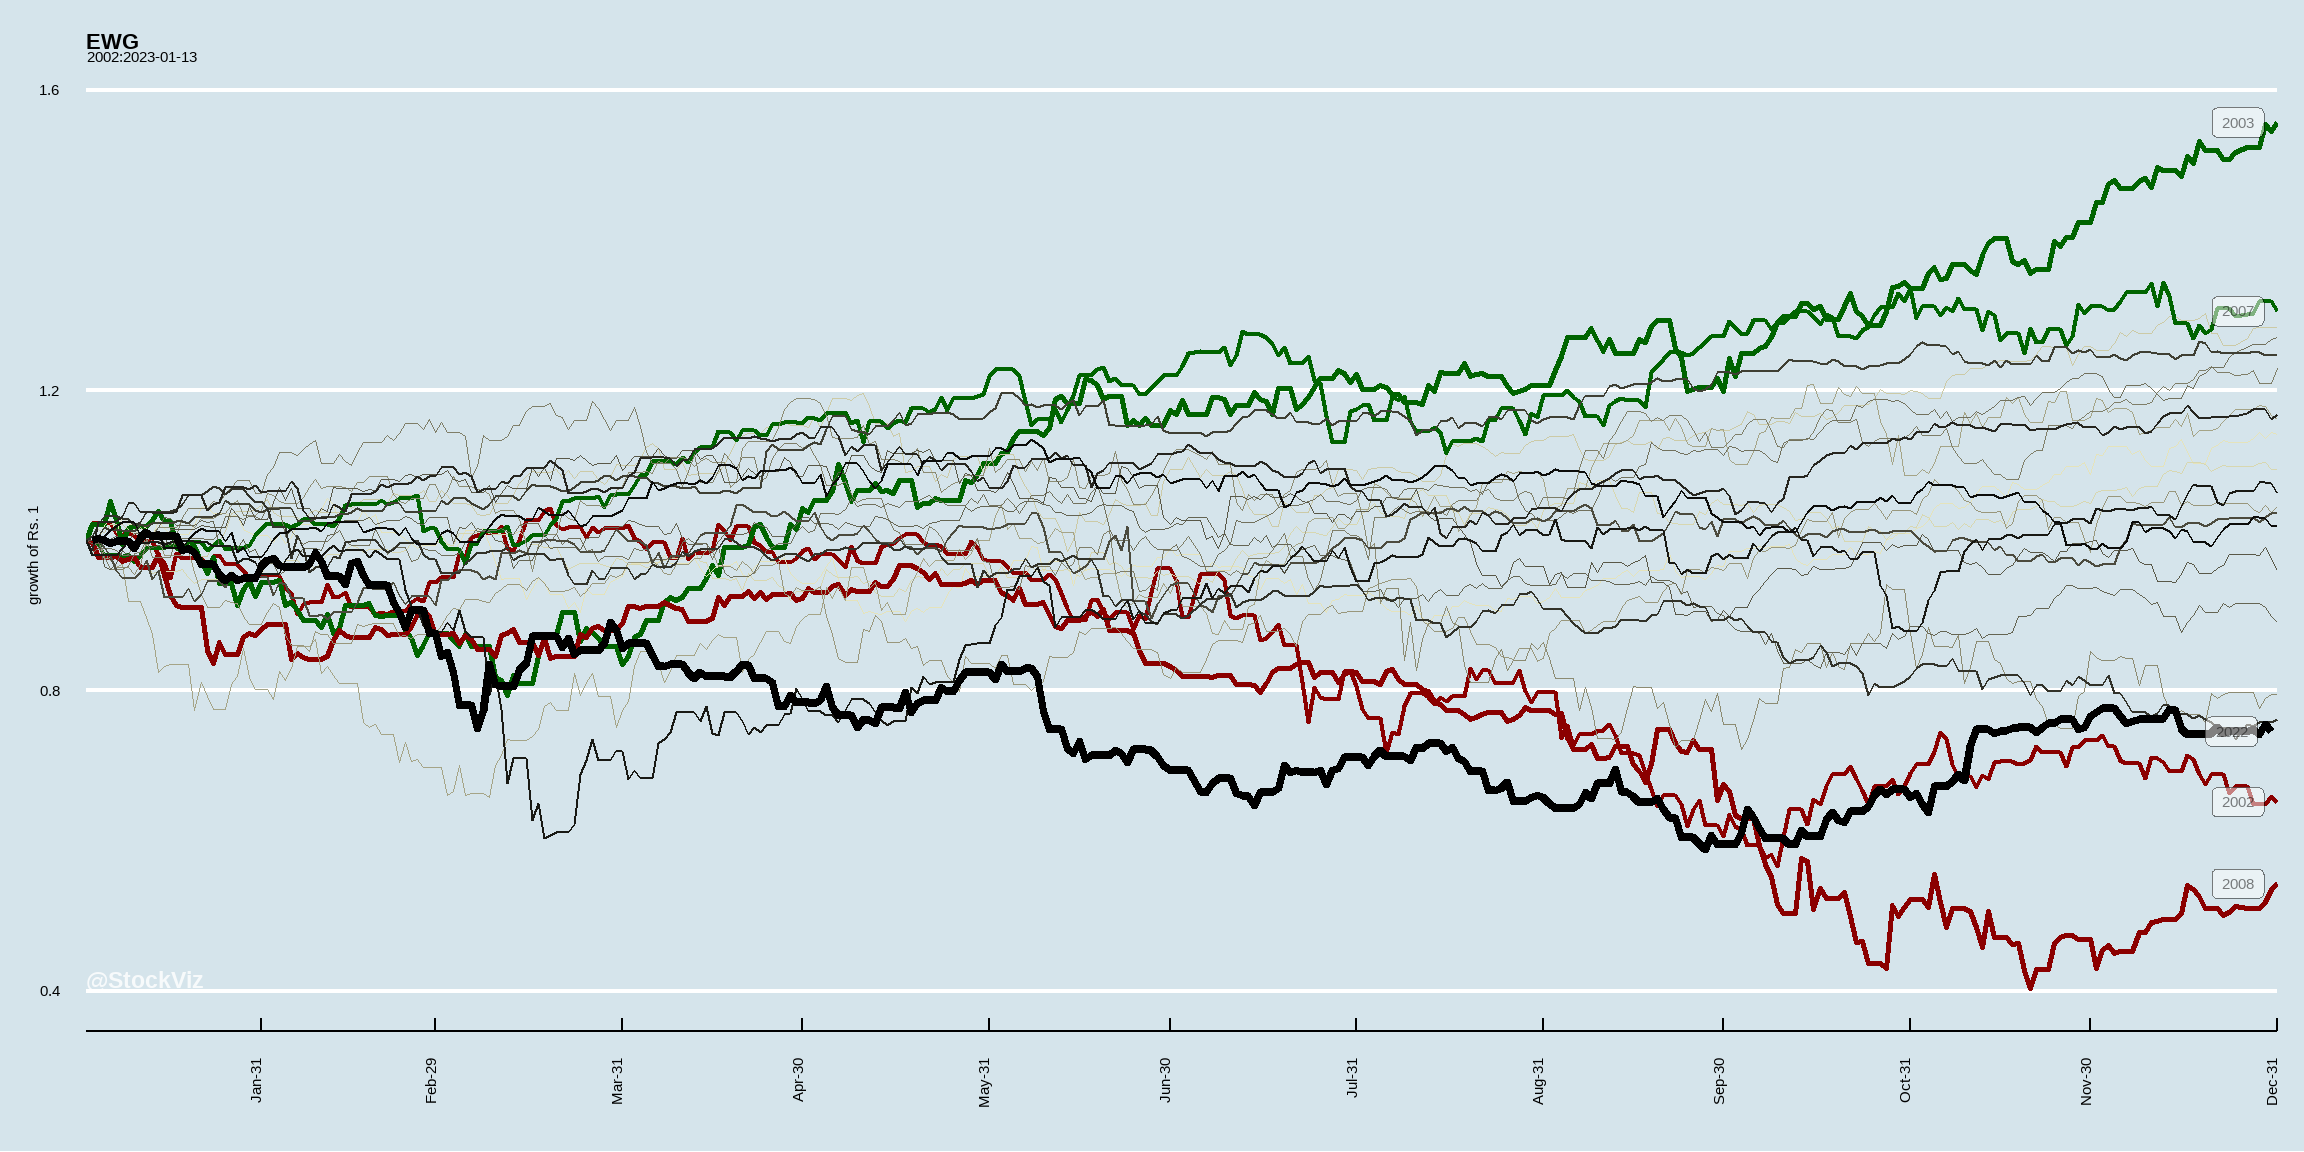 EWG
2002:2023-01-13
1.6
1.2
0.8
0.4
growth of Rs. 1
2003
2007
2022
2002
2008
@StockViz
Jan-31
Feb-29
Mar-31
Apr-30
May-31
Jun-30
Jul-31
Aug-31
Sep-30
Oct-31
Nov-30
Dec-31